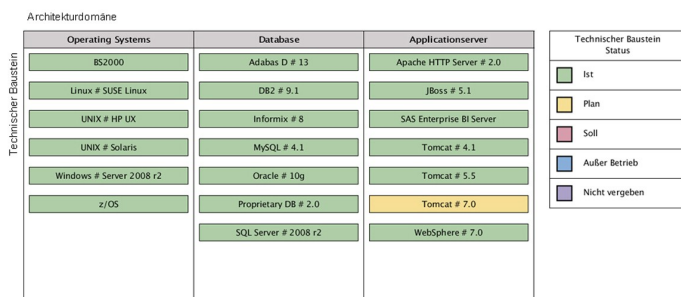 Architekturdomäne
Technischer Baustein
Operating Systems
BS2000
Linux # SUSE Linux
UNIX # HP UX
UNIX # Solaris
Windows # Server 2008 r2
z/OS
Database
Adabas D # 13
DB2 # 9.1
Informix # 8
MySQL # 4.1
Oracle # 10g
Proprietary DB # 2.0
SQL Server # 2008 r2
Applicationserver
Apache HTTP Server # 2.0
JBoss # 5.1
SAS Enterprise BI Server
Tomcat # 4.1
Tomcat # 5.5
Tomcat # 7.0
WebSphere # 7.0
Technischer Baustein
Status
Ist
Plan
Soll
Außer Betrieb
Nicht vergeben